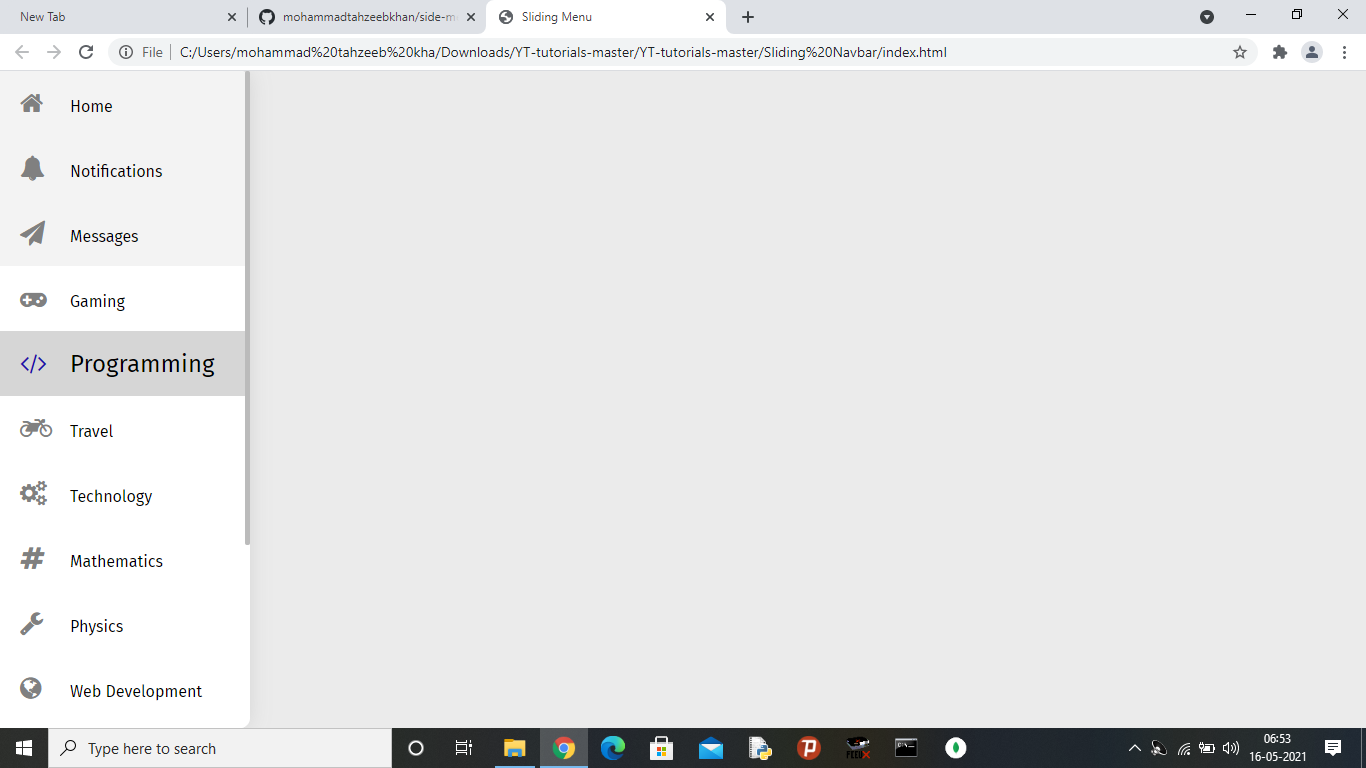 New Tab
mohammadtahzeebkhan/side-m
Sliding Menu
File
C:/Users/mohammad%20tahzeeb%20kha/Downloads/YT-tutorials-master/YT-tutorials-master/Sliding%20Navbar/index.html
Home
Notifications
Messages
Gaming
</> Programming
Travel
Technology
# Mathematics
Physics
Web Development
Type here to search
06:53
16-05-2021